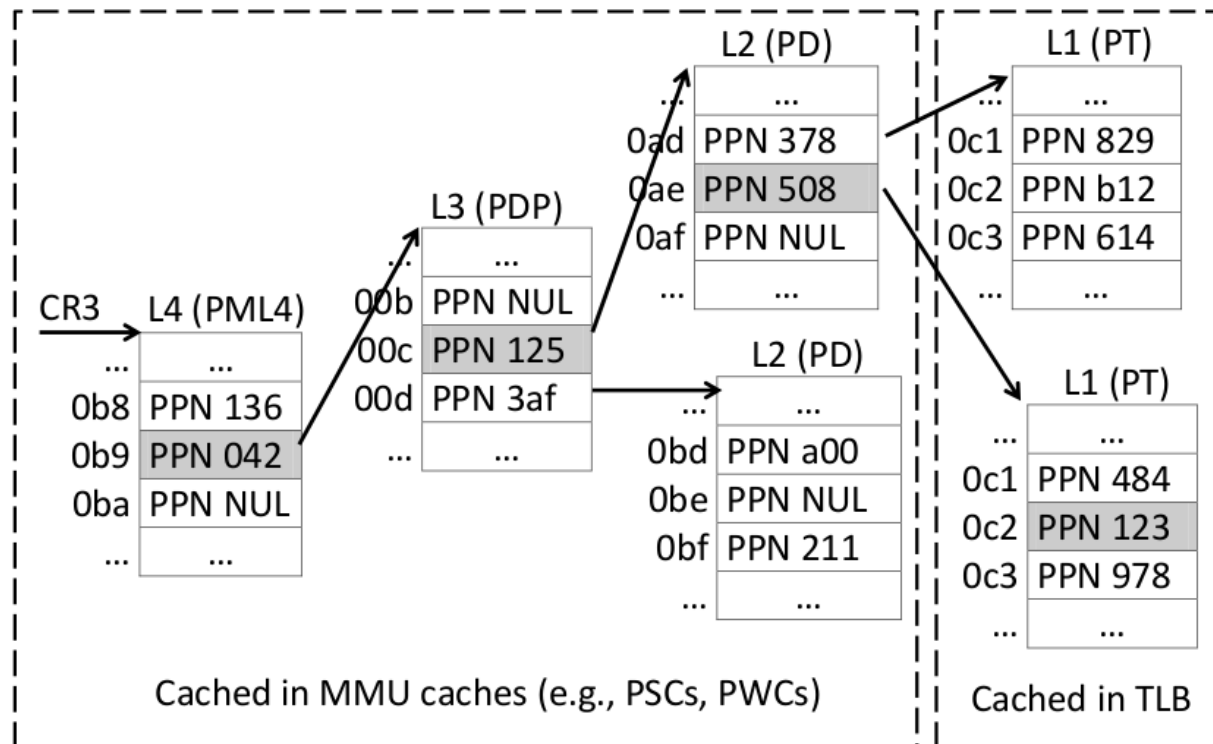 CR3
L4 (PML4)
... ...
0b8 PPN 136
0b9 PPN 042
0ba PPN NUL
... ...
L3 (PDP)
... ...
00b PPN NUL
00c PPN 125
00d PPN 3af
... ...
L2 (PD)
... ...
0ad PPN 378
0ae PPN 508
0af PPN NUL
... ...
L2 (PD)
... ...
0bd PPN a00
0be PPN NUL
0bf PPN 211
... ...
Cached in MMU caches (e.g., PSCs, PWCs)
L1 (PT)
... ...
0c1 PPN 829
0c2 PPN b12
0c3 PPN 614
... ...
L1 (PT)
... ...
0c1 PPN 484
0c2 PPN 123
0c3 PPN 978
... ...
Cached in TLB